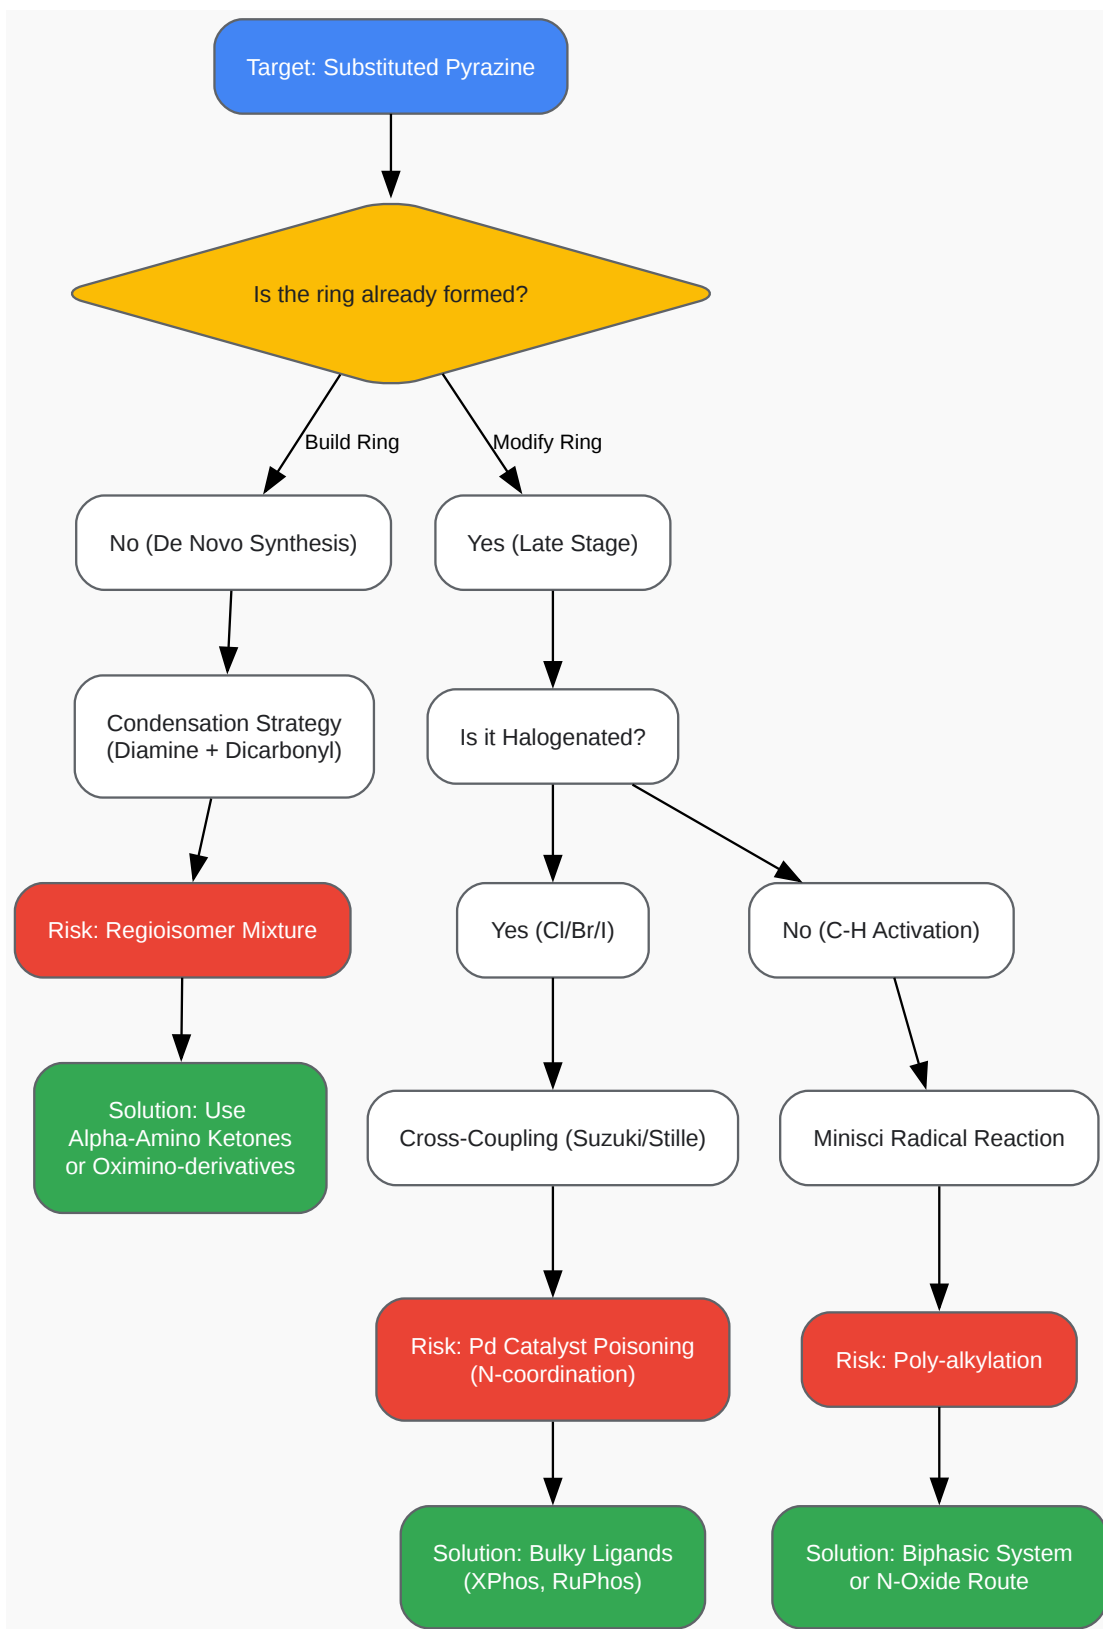 Target: Substituted Pyrazine
Is the ring already formed?
Build Ring
Modify Ring
No (De Novo Synthesis)
Yes (Late Stage)
Condensation Strategy
(Diamine + Dicarbonyl)
Is it Halogenated?
Risk: Regioisomer Mixture
Yes (Cl/Br/I)
No (C-H Activation)
Solution: Use
Alpha-Amino Ketones
or Oximino-derivatives
Cross-Coupling (Suzuki/Stille)
Minisci Radical Reaction
Risk: Pd Catalyst Poisoning
(N-coordination)
Risk: Poly-alkylation
Solution: Bulky Ligands
(XPhos, RuPhos)
Solution: Biphasic System
or N-Oxide Route